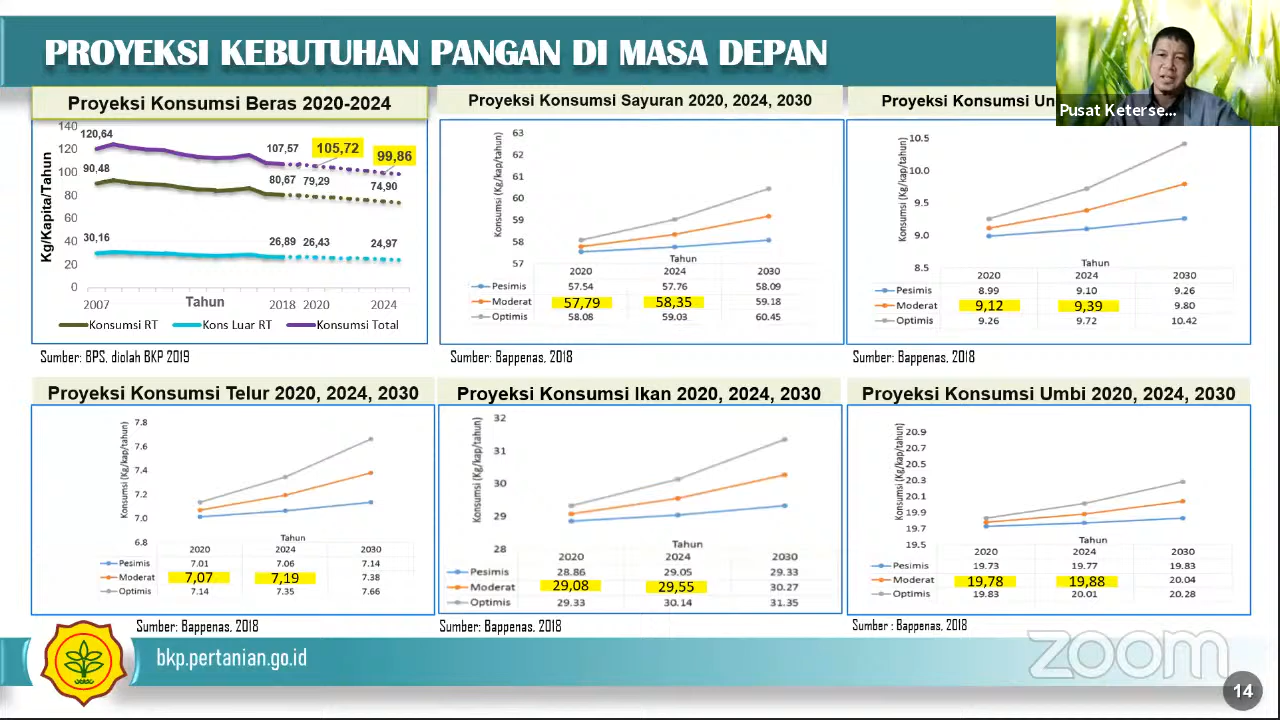 PROYEKSI KEBUTUHAN PANGAN DI MASA DEPAN
Pusat Keterse...
Proyeksi Konsumsi Beras 2020-2024
Kg/Kapita/Tahun
140
120
100
80
60
40
20
0
120,64
107,57
105,72
99,86
90,48
80,67
79,29
74,90
30,16
26,89
26,43
24,97
2007
Tahun
2018
2020
2024
Konsumsi RT
Kons Luar RT
Konsumsi Total
Sumber: BPS, diolah BKP 2019
Proyeksi Konsumsi Sayuran 2020, 2024, 2030
Konsumsi (Kg/kap/tahun)
63
62
61
60
59
58
57
Tahun
2020 2024 2030
Pesimis 57.54 57.76 58.09
Moderat 57,79 58,35 59.18
Optimis 58.08 59.03 60.45
Sumber: Bappenas, 2018
Proyeksi Konsumsi Un
Konsumsi (Kg/kap/tahun)
10.5
10.0
9.5
9.0
8.5
Tahun
2020 2024 2030
Pesimis 8.99 9.10 9.26
Moderat 9,12 9,39 9.80
Optimis 9.26 9.72 10.42
Sumber: Bappenas, 2018
Proyeksi Konsumsi Telur 2020, 2024, 2030
Konsumsi (Kg/kap/tahun)
7.8
7.6
7.4
7.2
7.0
6.8
Tahun
2020 2024 2030
Pesimis 7.01 7.06 7.14
Moderat 7,07 7,19 7.38
Optimis 7.14 7.35 7.66
Sumber: Bappenas, 2018
Proyeksi Konsumsi Ikan 2020, 2024, 2030
Konsumsi (Kg/kap/tahun)
32
31
30
29
28
Tahun
2020 2024 2030
Pesimis 28.86 29.05 29.33
Moderat 29,08 29,55 30.27
Optimis 29.33 30.14 31.35
Sumber: Bappenas, 2018
Proyeksi Konsumsi Umbi 2020, 2024, 2030
Konsumsi (Kg/kap/tahun)
20.9
20.7
20.5
20.3
20.1
19.9
19.7
19.5
Tahun
2020 2024 2030
Pesimis 19.73 19.77 19.83
Moderat 19,78 19,88 20.04
Optimis 19.83 20.01 20.28
Sumber : Bappenas, 2018
bkp.pertanian.go.id
zoom
14